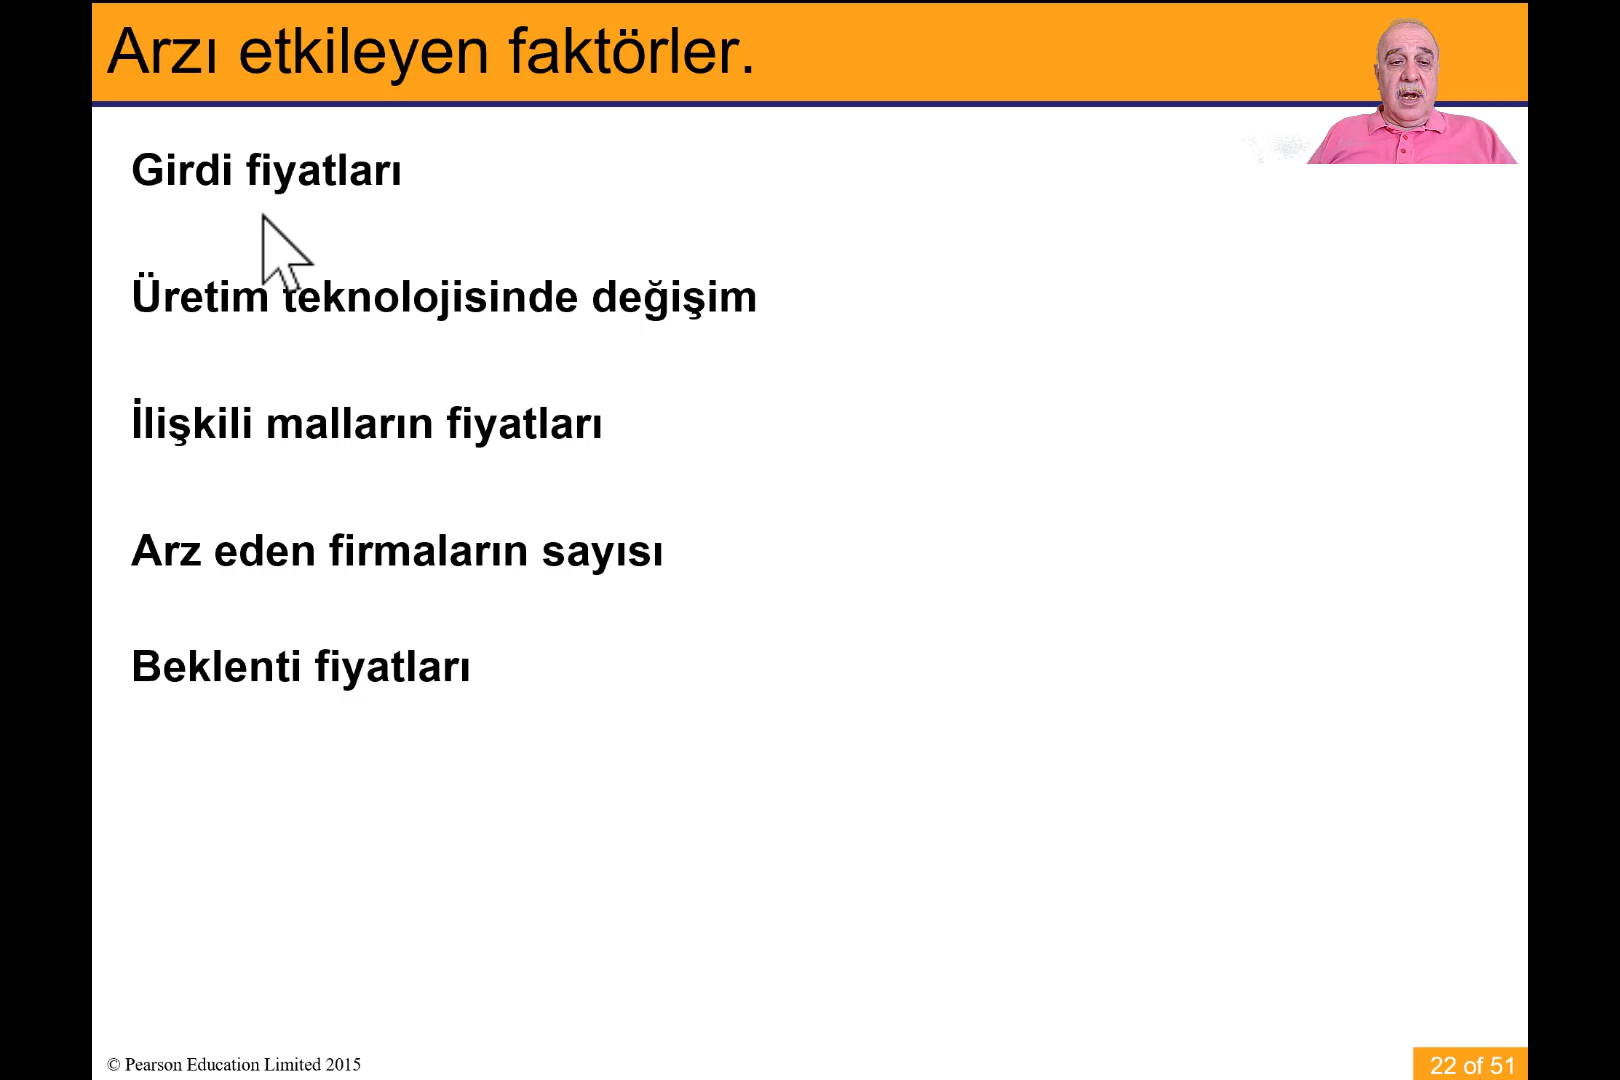 Arzı etkileyen faktörler.
Girdi fiyatları
Üretim teknolojisinde değişim
İlişkili malların fiyatları
Arz eden firmaların sayısı
Beklenti fiyatları
© Pearson Education Limited 2015
22 of 51